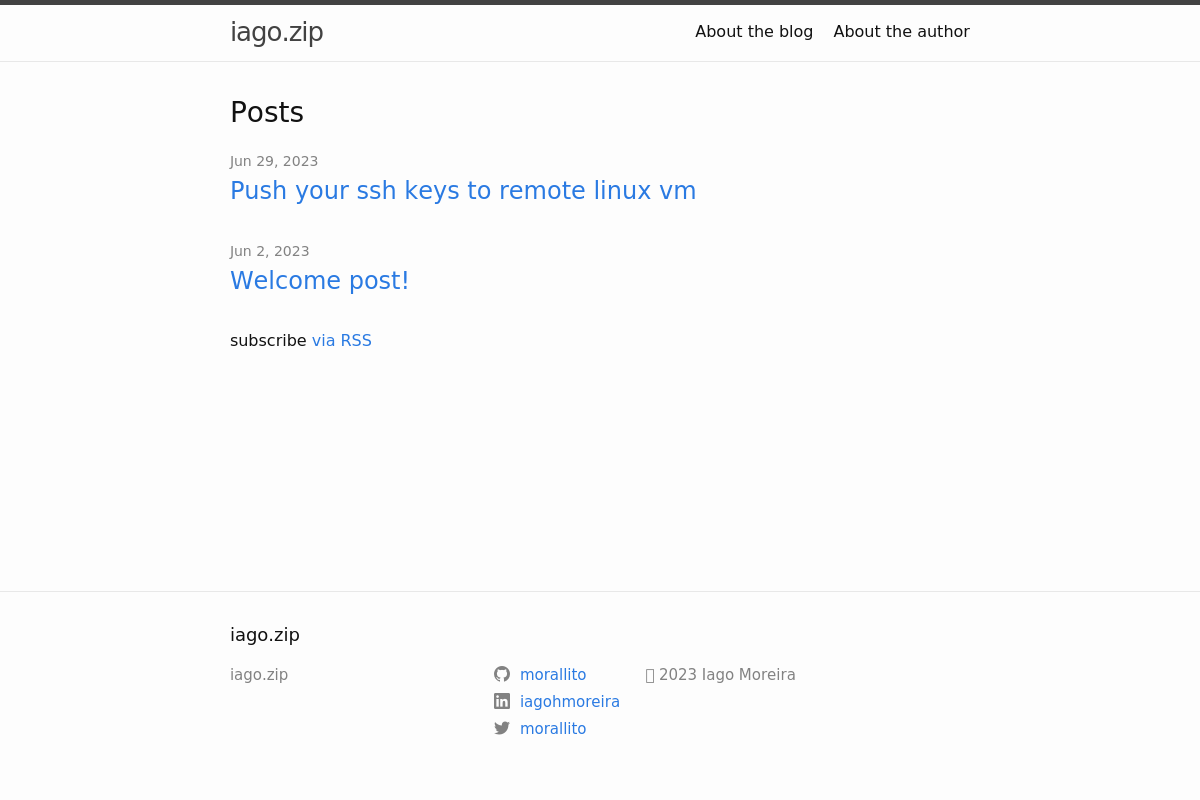 iago.zip
About the blog About the author
Posts
Jun 29, 2023
Push your ssh keys to remote linux vm
Jun 2, 2023
Welcome post!
subscribe via RSS
iago.zip
iago.zip
morallito
iagohmoreira
morallito
2023 Iago Moreira